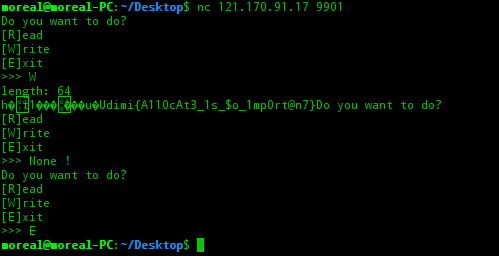 moreal@moreal-PC:~/Desktop$ nc 121.170.91.17 9901
Do you want to do?
[R]ead
[W]rite
[E]xit
>>> W
length: 64
h�1���g���u�Udimi{A110cAt3_1s_$o_1mp0rt@n7}Do you want to do?
[R]ead
[W]rite
[E]xit
>>> None !
Do you want to do?
[R]ead
[W]rite
[E]xit
>>> E
moreal@moreal-PC:~/Desktop$